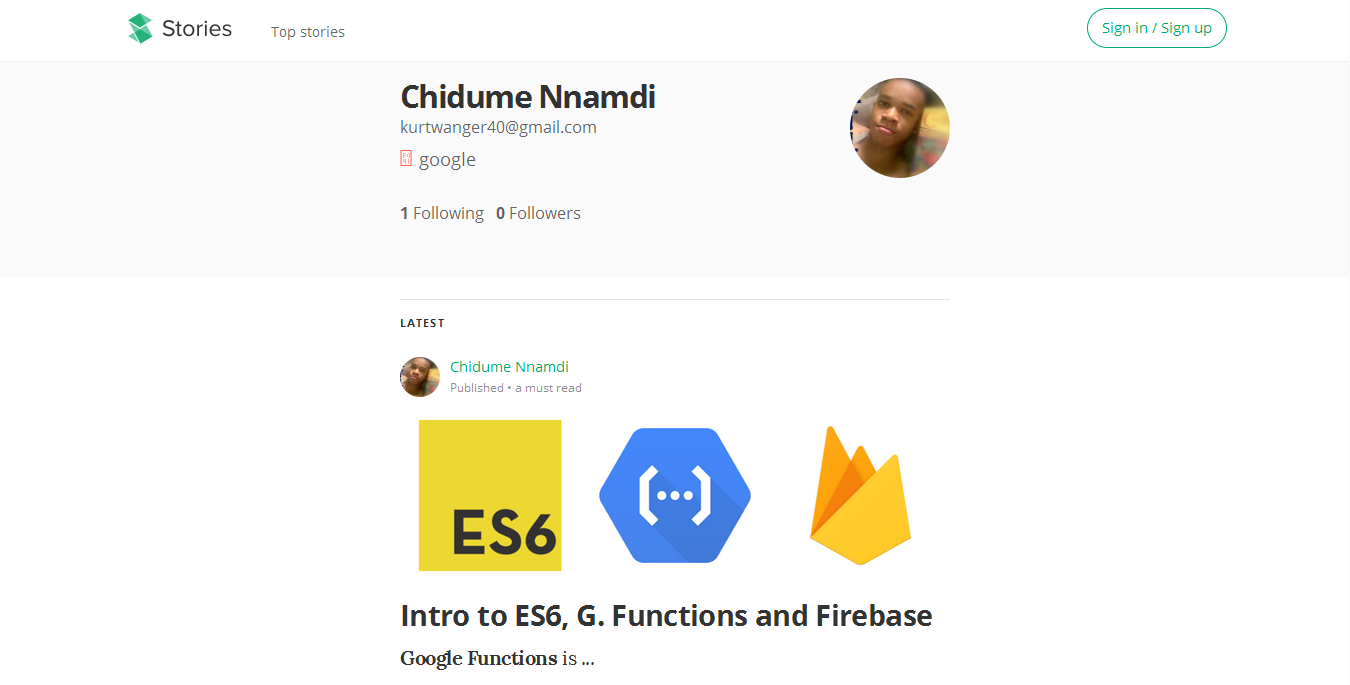 Stories
Top stories
Sign in / Sign up
Chidume Nnamdi
kurtwanger40@gmail.com
google
1 Following 0 Followers
LATEST
Chidume Nnamdi
Published • a must read
ES6
Intro to ES6, G. Functions and Firebase
Google Functions is ...